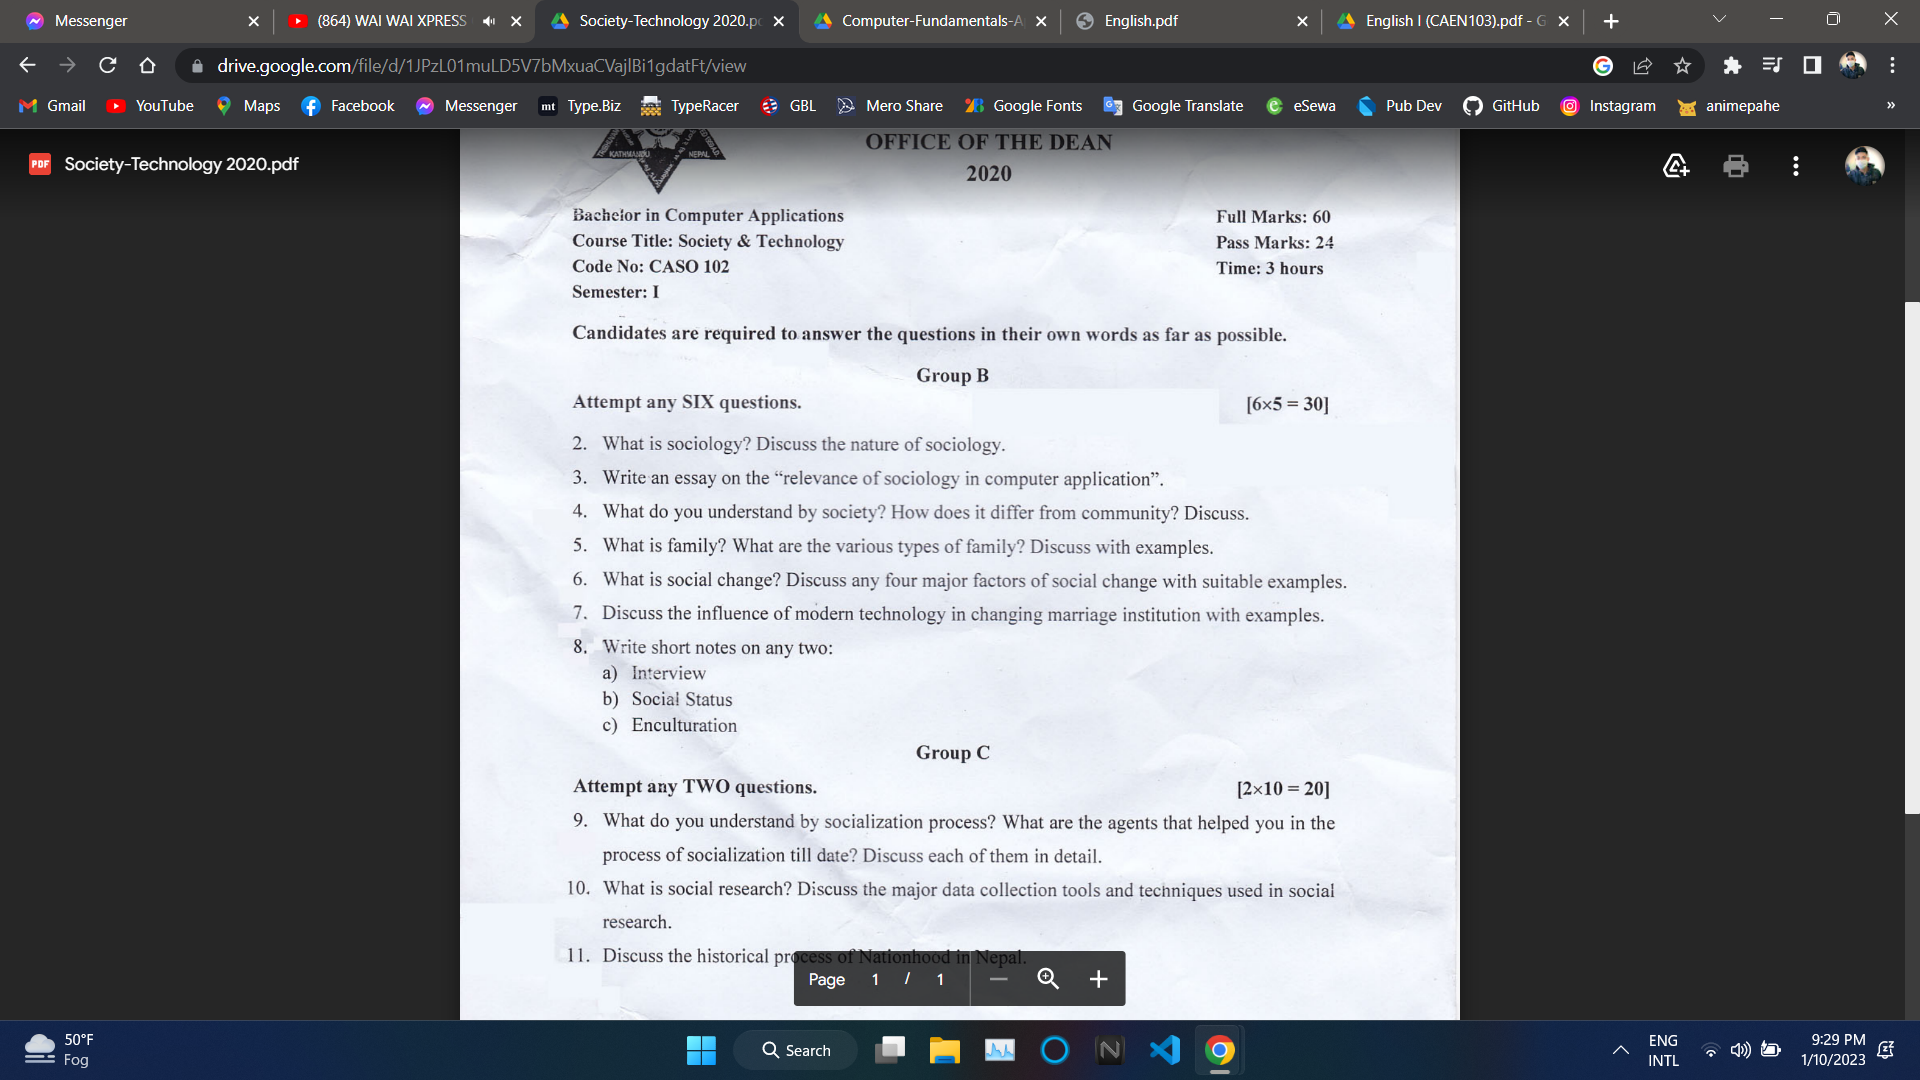 Messenger
(864) WAI WAI XPRESS
Society-Technology 2020.p
Computer-Fundamentals-A
English.pdf
English I (CAEN103).pdf - G
drive.google.com/file/d/1JPzL01muLD5V7bMxuaCVajlBi1gdatFt/view
Gmail
YouTube
Maps
Facebook
Messenger
mt
Type.Biz
TypeRacer
GBL
Mero Share
Google Fonts
Google Translate
eSewa
Pub Dev
GitHub
Instagram
animepahe
»
PDF
Society-Technology 2020.pdf
KATHMANDU NEPAL
OFFICE OF THE DEAN
2020
Bachelor in Computer Applications
Full Marks: 60
Course Title: Society & Technology
Pass Marks: 24
Code No: CASO 102
Time: 3 hours
Semester: I
Candidates are required to answer the questions in their own words as far as possible.
Group B
Attempt any SIX questions.
[6×5 = 30]
2. What is sociology? Discuss the nature of sociology.
3. Write an essay on the “relevance of sociology in computer application”.
4. What do you understand by society? How does it differ from community? Discuss.
5. What is family? What are the various types of family? Discuss with examples.
6. What is social change? Discuss any four major factors of social change with suitable examples.
7. Discuss the influence of modern technology in changing marriage institution with examples.
8. Write short notes on any two:
a) Interview
b) Social Status
c) Enculturation
Group C
Attempt any TWO questions.
[2×10 = 20]
9. What do you understand by socialization process? What are the agents that helped you in the
process of socialization till date? Discuss each of them in detail.
10. What is social research? Discuss the major data collection tools and techniques used in social
research.
11. Discuss the historical process of Nationhood in Nepal.
Page 1 / 1
50°F
Fog
Search
ENG
INTL
9:29 PM
1/10/2023